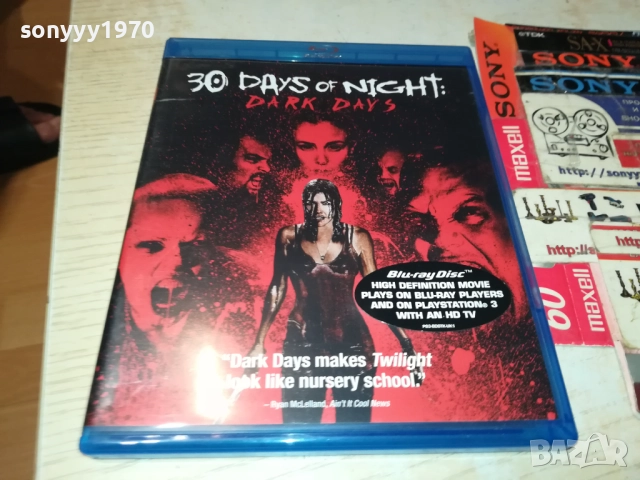 sonyyy1970
30 DAYS OF NIGHT:
DARK DAYS
Blu-ray Disc™
HIGH DEFINITION MOVIE
PLAYS ON BLU-RAY PLAYERS
AND ON PLAYSTATION® 3
WITH AN HD TV
"Dark Days makes Twilight
look like nursery school."
– Ryan McLelland, Ain't It Cool News
TDK
SA-X
SONY
SONY
SONY
maxell
http://sonyy
http://s
60
maxell
BAZAR